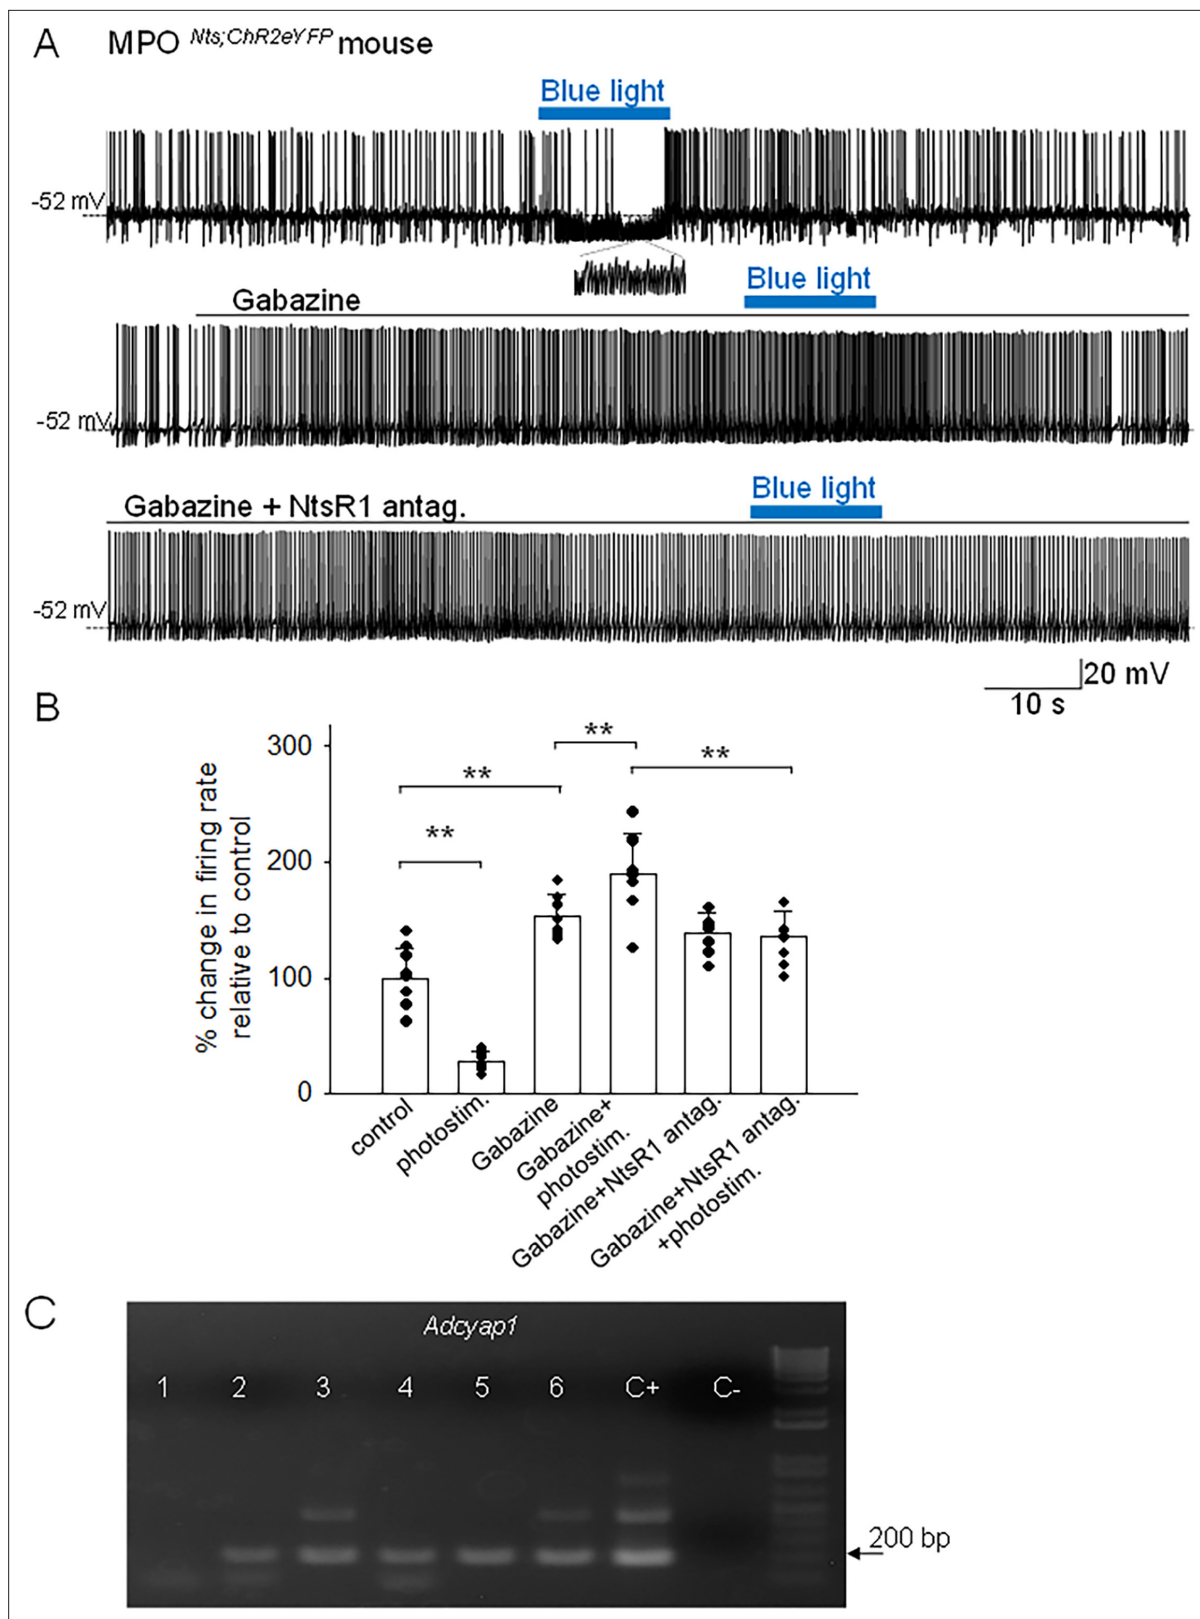 A MPO Nts;ChR2eYFP mouse
Blue light
-52 mV
Blue light
Gabazine
-52 mV
Blue light
Gabazine + NtsR1 antag.
-52 mV
20 mV
10 s
B
% change in firing rate
relative to control
300
200
100
0
**
**
**
**
control
photostim.
Gabazine
Gabazine+
photostim.
Gabazine+NtsR1 antag.
Gabazine+NtsR1 antag.
+photostim.
C
Adcyap1
1 2 3 4 5 6 C+ C-
200 bp